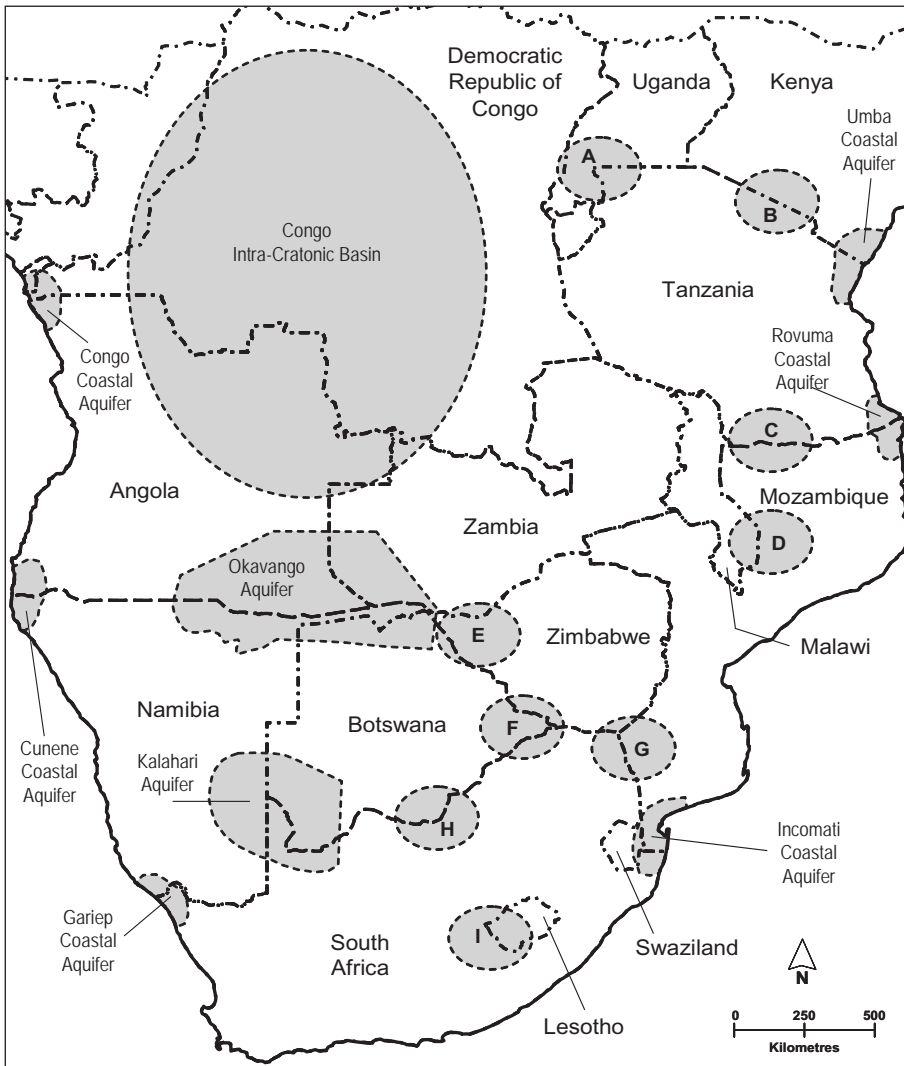 Democratic
Republic of
Congo
Uganda
Kenya
Umba
Coastal
Aquifer
A
B
Congo
Intra-Cratonic Basin
Tanzania
Rovuma
Coastal
Aquifer
Congo
Coastal
Aquifer
C
Angola
Mozambique
Zambia
D
Okavango
Aquifer
E
Zimbabwe
Malawi
Namibia
Botswana
F
G
Cunene
Coastal
Aquifer
Kalahari
Aquifer
H
Incomati
Coastal
Aquifer
Gariep
Coastal
Aquifer
I
South
Africa
Swaziland
Lesotho
N
0 250 500
Kilometres